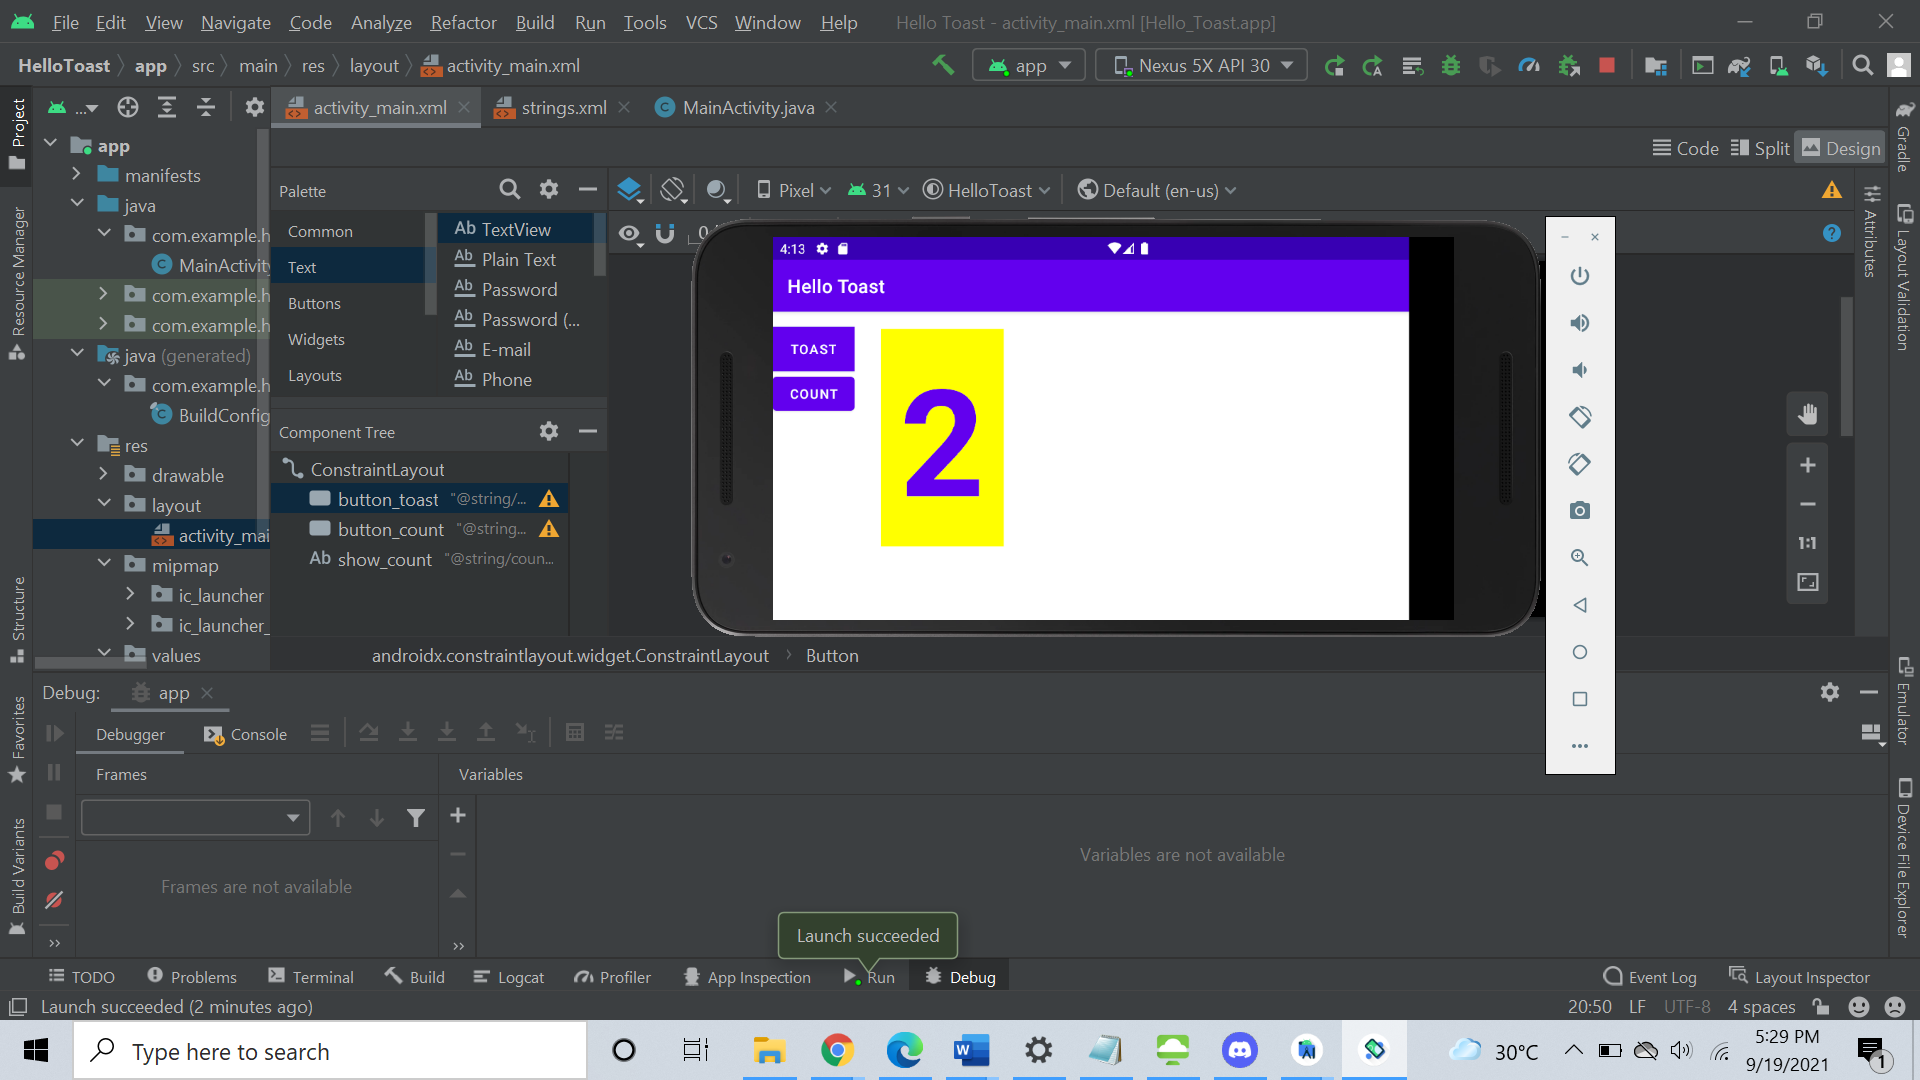 File Edit View Navigate Code Analyze Refactor Build Run Tools VCS Window Help Hello Toast - activity_main.xml [Hello_Toast.app]
HelloToast app src main res layout activity_main.xml app Nexus 5X API 30
... activity_main.xml strings.xml MainActivity.java
Code Split Design
Project
Resource Manager
Structure
Favorites
Build Variants
app
manifests
java
com.example.h
MainActivity
com.example.h
com.example.h
java (generated)
com.example.h
BuildConfig
res
drawable
layout
activity_mai
mipmap
ic_launcher
ic_launcher_
values
Palette
Common
Text
Buttons
Widgets
Layouts
Ab TextView
Ab Plain Text
Ab Password
Ab Password (...
Ab E-mail
Ab Phone
Component Tree
ConstraintLayout
button_toast "@string/...
button_count "@string...
Ab show_count "@string/coun...
Pixel 31 HelloToast Default (en-us)
4:13
Hello Toast
TOAST
COUNT
2
1:1
androidx.constraintlayout.widget.ConstraintLayout Button
Gradle
Layout Validation
Attributes
Emulator
Device File Explorer
Debug: app
Debugger Console
Frames Variables
Frames are not available
Variables are not available
Launch succeeded
TODO Problems Terminal Build Logcat Profiler App Inspection Run Debug Event Log Layout Inspector
Launch succeeded (2 minutes ago) 20:50 LF UTF-8 4 spaces
Type here to search
30°C
5:29 PM
9/19/2021
1